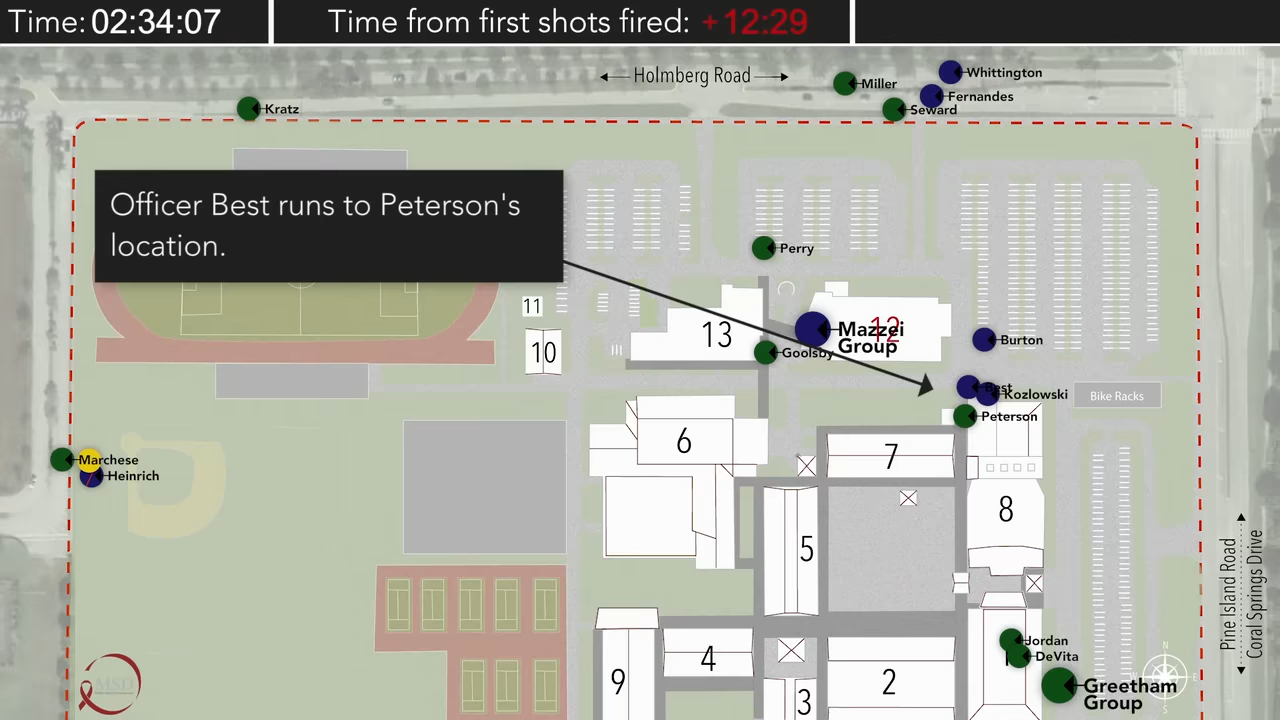 Time: 02:34:07
Time from first shots fired: +12:29
Holmberg Road
Whittington
Miller
Fernandes
Seward
Kratz
Officer Best runs to Peterson's
location.
Perry
11
13
12
Mazzei
Group
Burton
10
Goolsby
Best
Kozlowski
Bike Racks
Peterson
6
7
Marchese
Heinrich
8
5
Pine Island Road
Coral Springs Drive
Jordan
DeVita
4
9
2
3
Greetham
Group
MSD
N
W
E
S